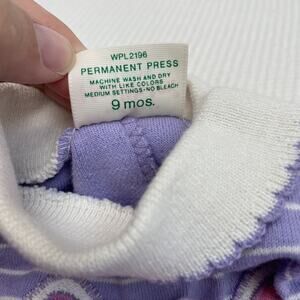 WPL2196
PERMANENT PRESS
MACHINE WASH AND DRY
WITH LIKE COLORS
MEDIUM SETTINGS-NO BLEACH
9 mos.